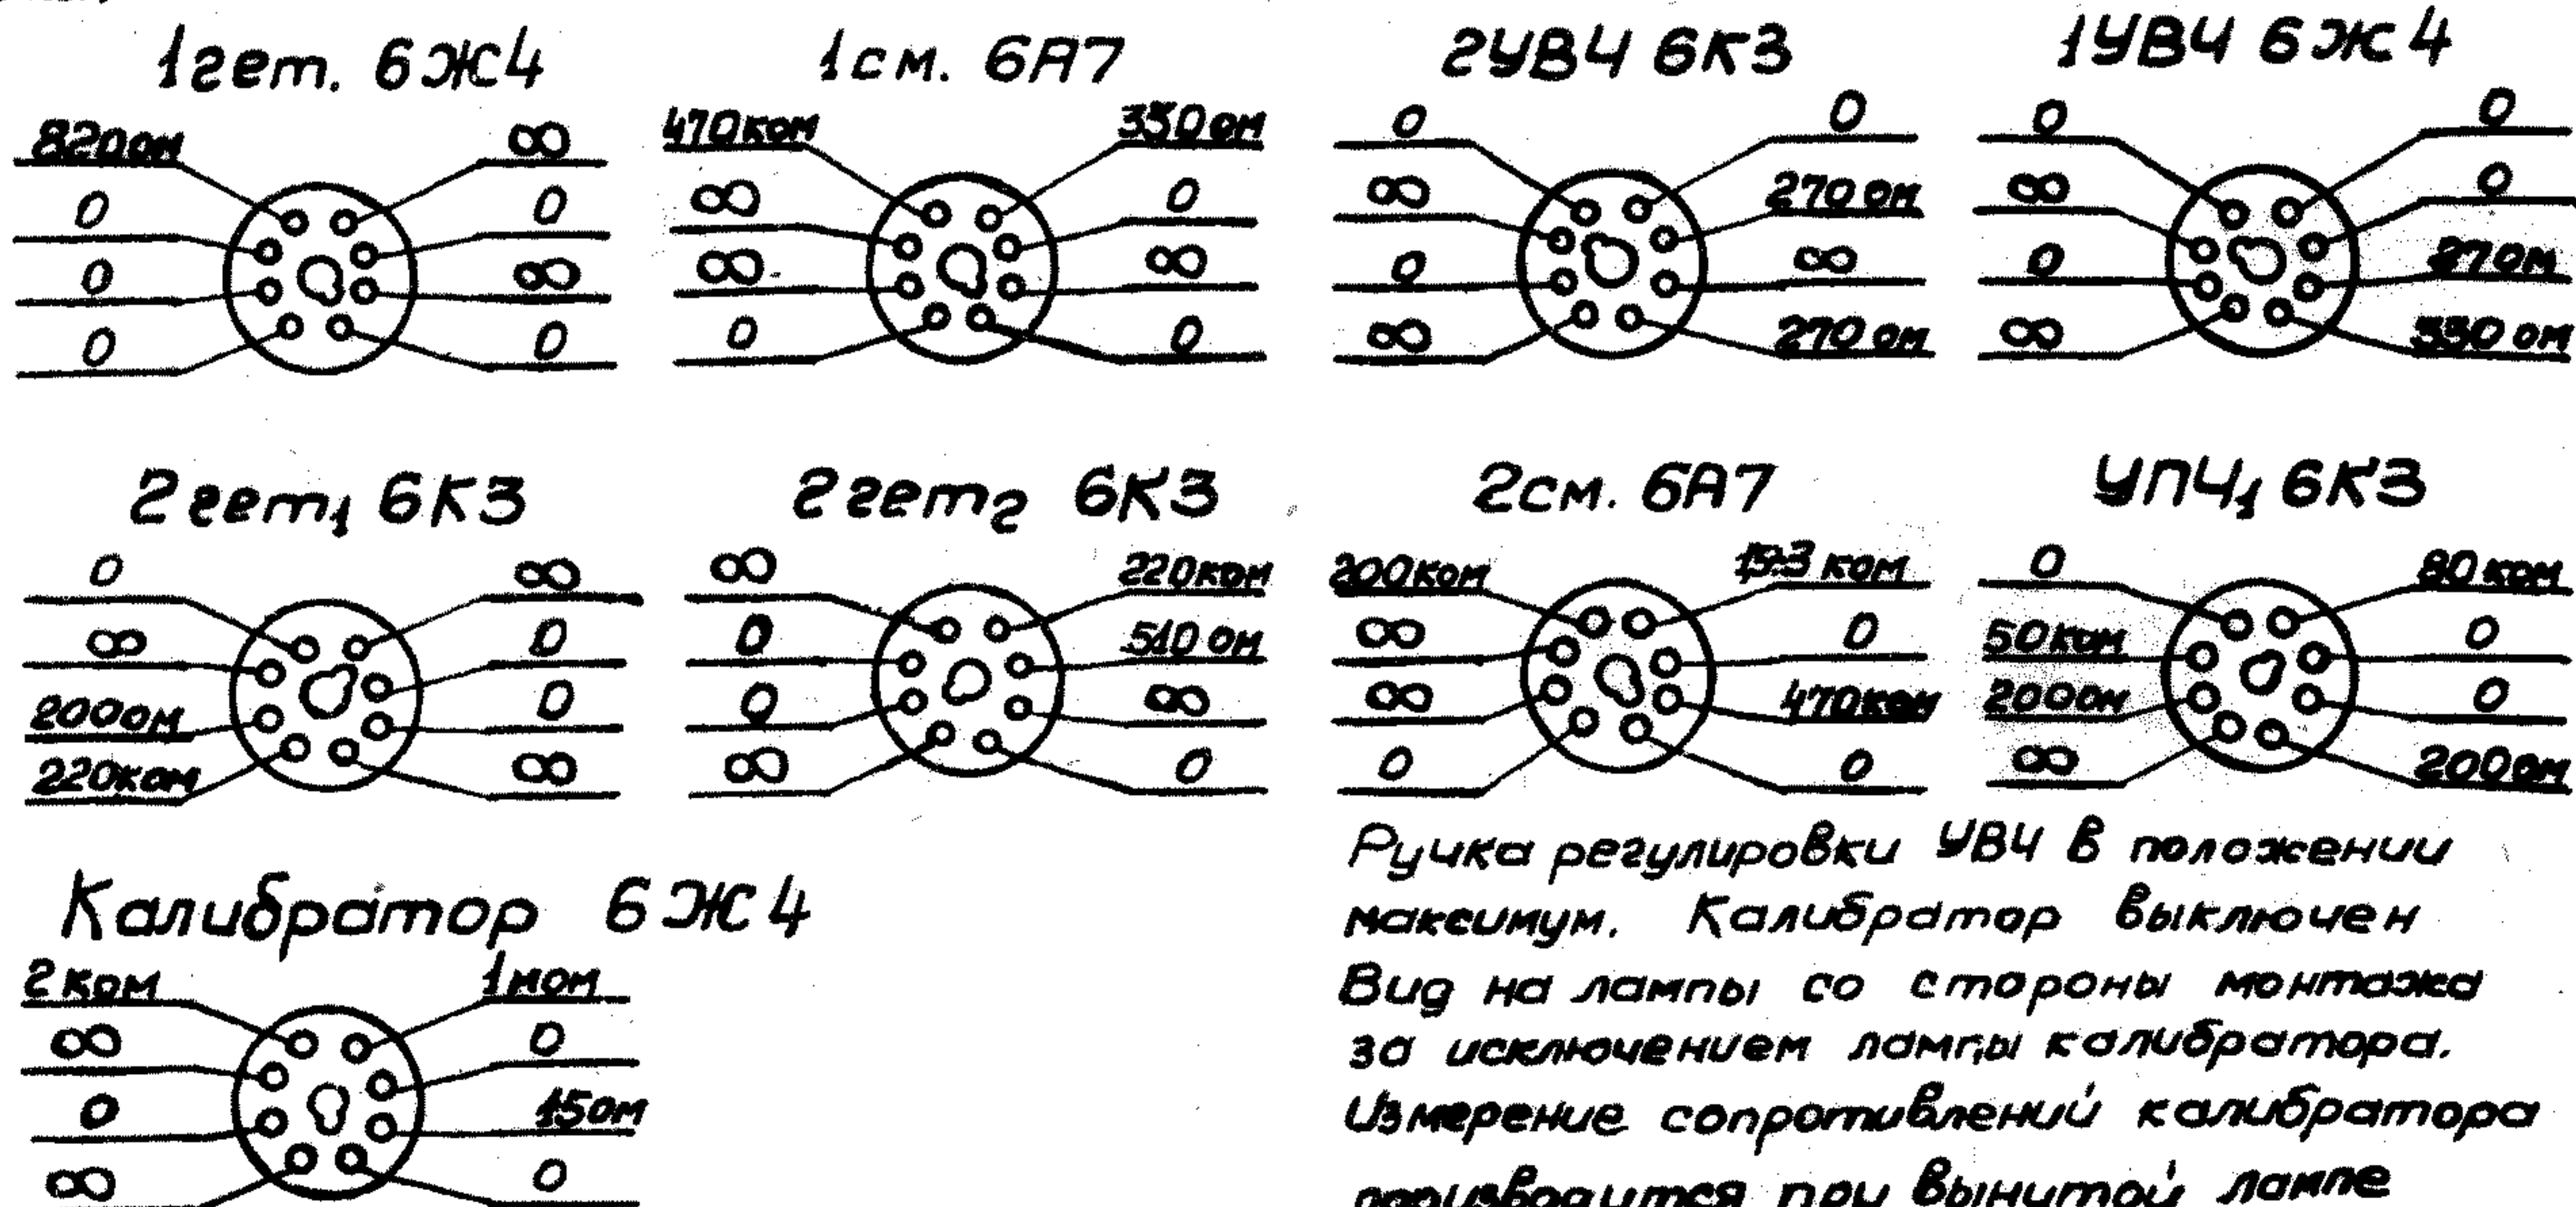 1гет. 6Ж4 1см. 6А7 2УВЧ 6К3 1УВЧ 6Ж4
820ом ∞ 470ком 330ом 0 0 0 0
0 0 ∞ 0 ∞ 270ом ∞ 0
0 ∞ ∞ ∞ 0 ∞ 0 270м
0 0 0 0 ∞ 270ом ∞ 330ом
2гет1 6К3 2гет2 6К3 2см. 6А7 УПЧ1 6К3
0 ∞ ∞ 220ком 200ком ком 0 80ком
∞ 0 0 510ом ∞ 0 50ком 0
200ом 0 0 ∞ ∞ 470ком 200ом 0
220ком ∞ ∞ 0 0 0 ∞ 200ом
Ручка регулировки УВЧ в положении
максимум. Калибратор выключен
Вид на лампы со стороны монтажа
за исключением лампы калибратора.
Измерение сопротивлений калибратора
производится при вынутой лампе
Калибратор 6Ж4
2ком 1мом
∞ 0
0 15ом
∞ 0